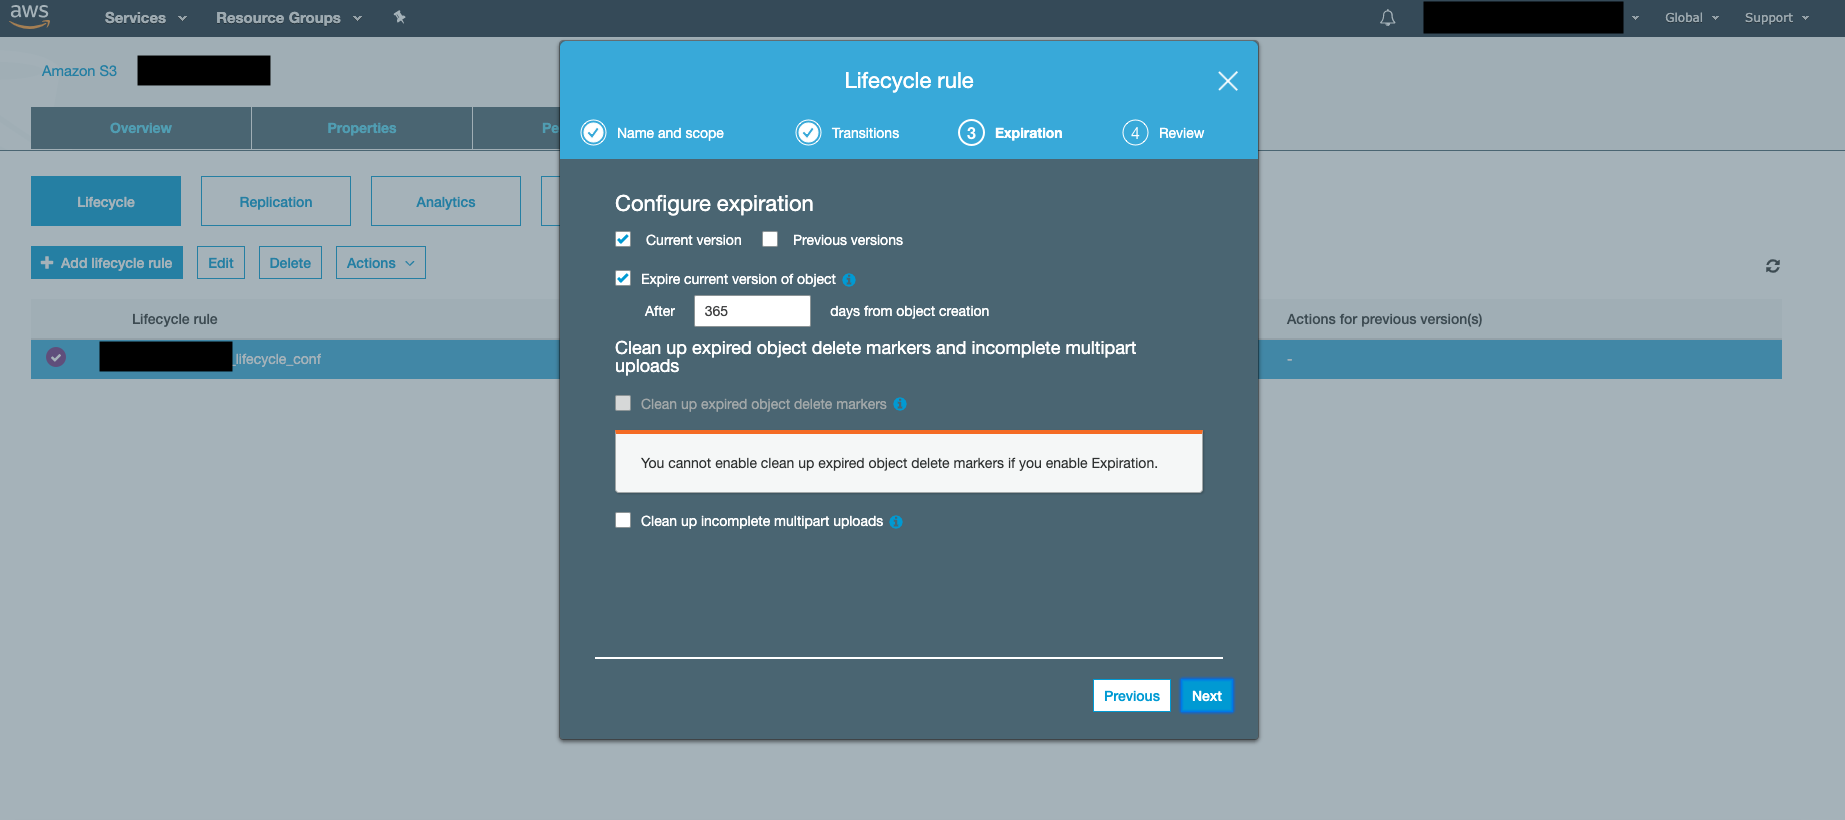 aws
Services
Resource Groups
Global
Support
Amazon S3
Overview
Properties
Pe
Lifecycle
Replication
Analytics
Add lifecycle rule
Edit
Delete
Actions
Lifecycle rule
Actions for previous version(s)
_lifecycle_conf
-
Lifecycle rule
Name and scope
Transitions
3 Expiration
4 Review
Configure expiration
Current version
Previous versions
Expire current version of object
After 365 days from object creation
Clean up expired object delete markers and incomplete multipart
uploads
Clean up expired object delete markers
You cannot enable clean up expired object delete markers if you enable Expiration.
Clean up incomplete multipart uploads
Previous
Next